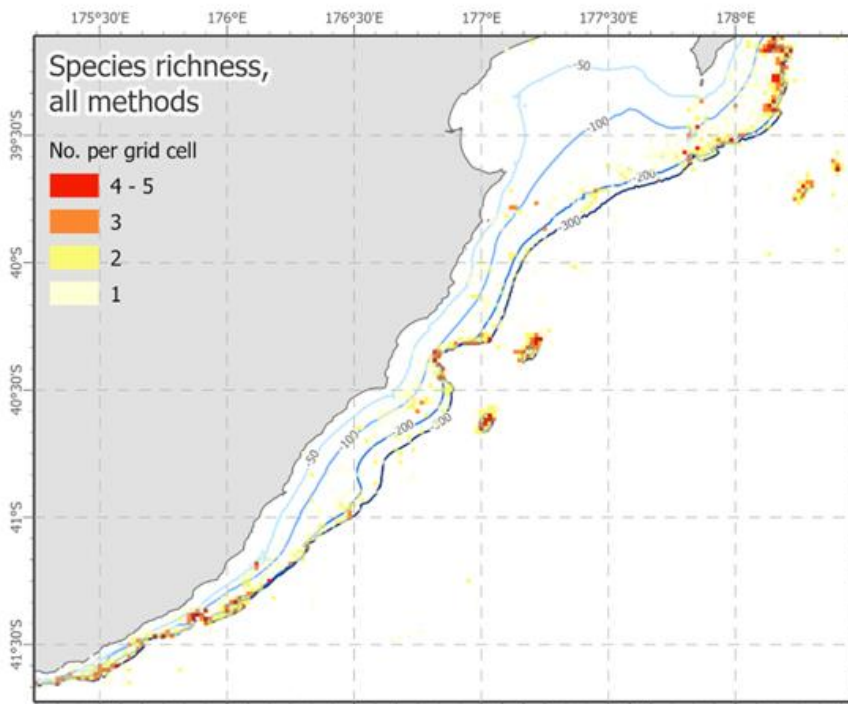 175°30'E 176°E 176°30'E 177°E 177°30'E 178°E
Species richness,
all methods
No. per grid cell
4 - 5
3
2
1
39°30'S
40°S
40°30'S
41°S
41°30'S
-50
-100
-200
-300
-50
-100
-200